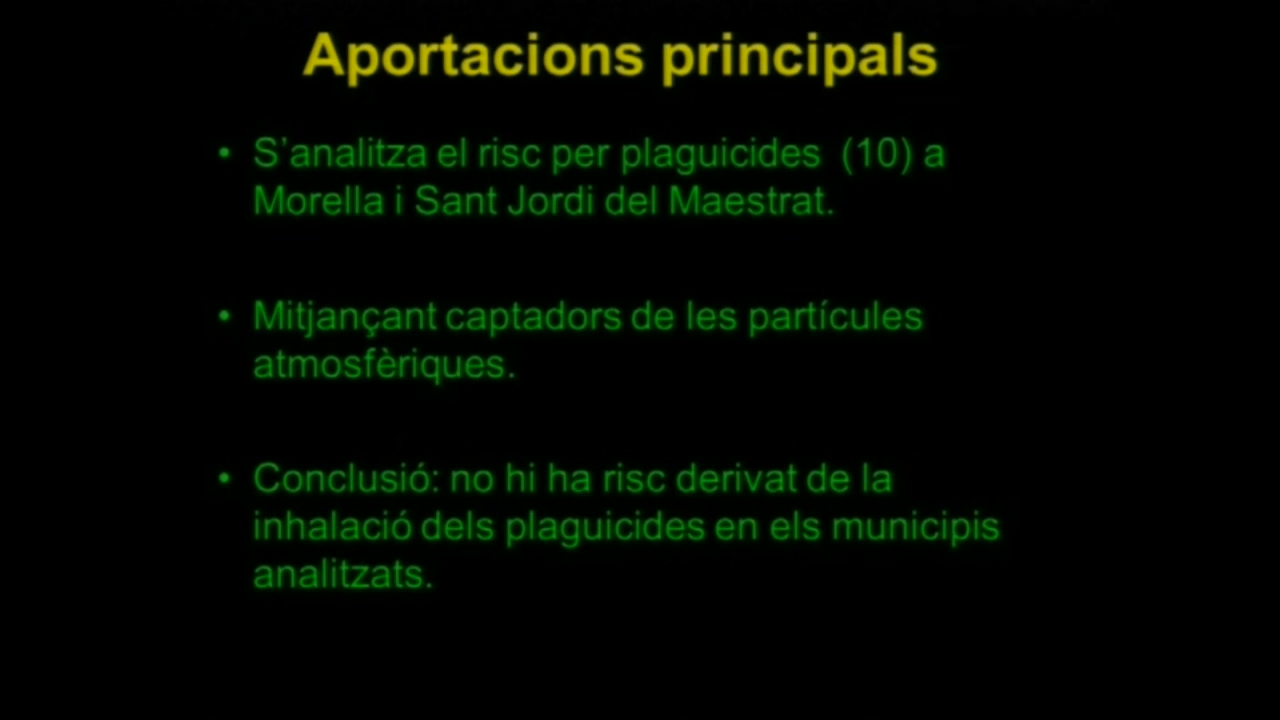 Aportacions principals
• S’analitza el risc per plaguicides (10) a
Morella i Sant Jordi del Maestrat.
• Mitjançant captadors de les partícules
atmosfèriques.
• Conclusió: no hi ha risc derivat de la
inhalació dels plaguicides en els municipis
analitzats.